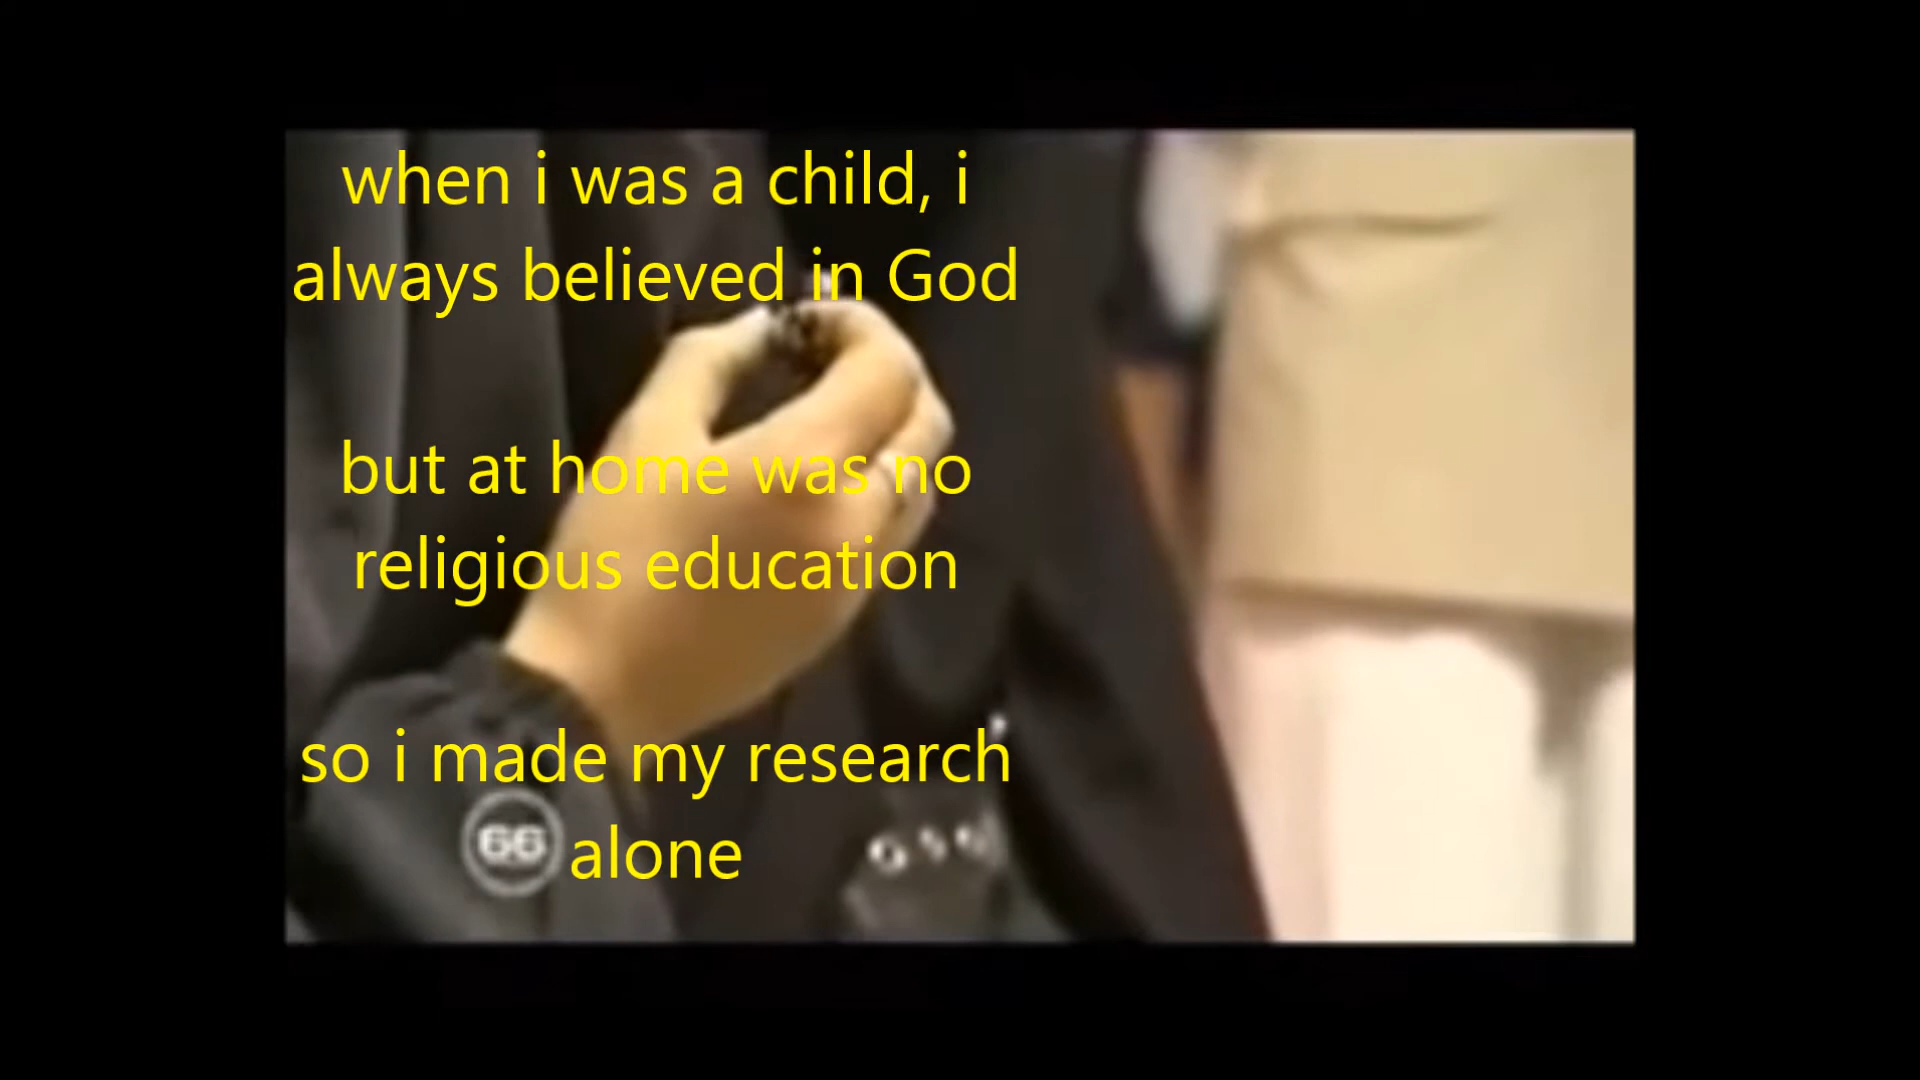 when i was a child, i
always believed in God
but at home was no
religious education
so i made my research
alone
66